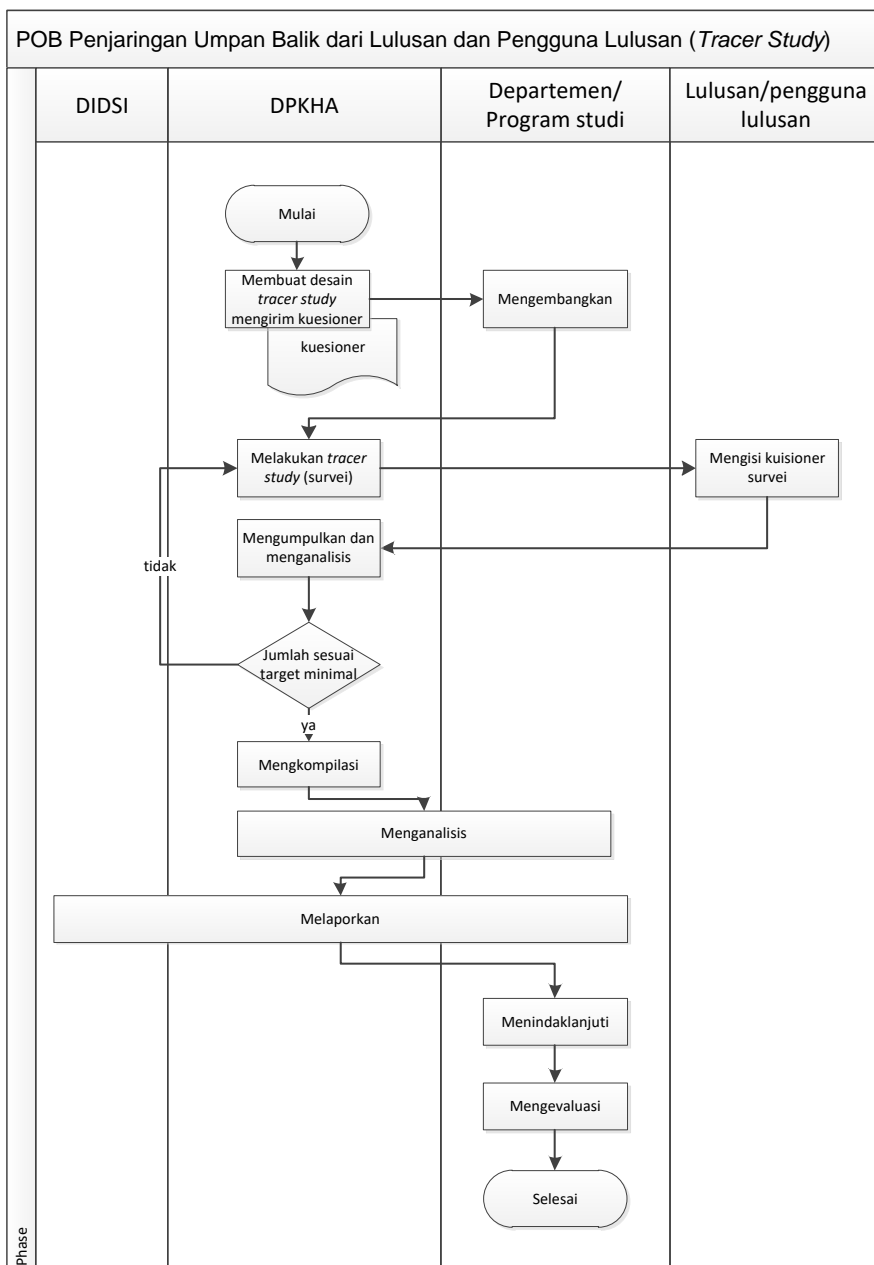 POB Penjaringan Umpan Balik dari Lulusan dan Pengguna Lulusan (Tracer Study)
DIDSI
DPKHA
Departemen/
Program studi
Lulusan/pengguna
lulusan
Mulai
Membuat desain
tracer study
mengirim kuesioner
Mengembangkan
kuesioner
Melakukan tracer
study (survei)
Mengisi kuisioner
survei
Mengumpulkan dan
menganalisis
tidak
Jumlah sesuai
target minimal
ya
Mengkompilasi
Menganalisis
Melaporkan
Menindaklanjuti
Mengevaluasi
Selesai
Phase